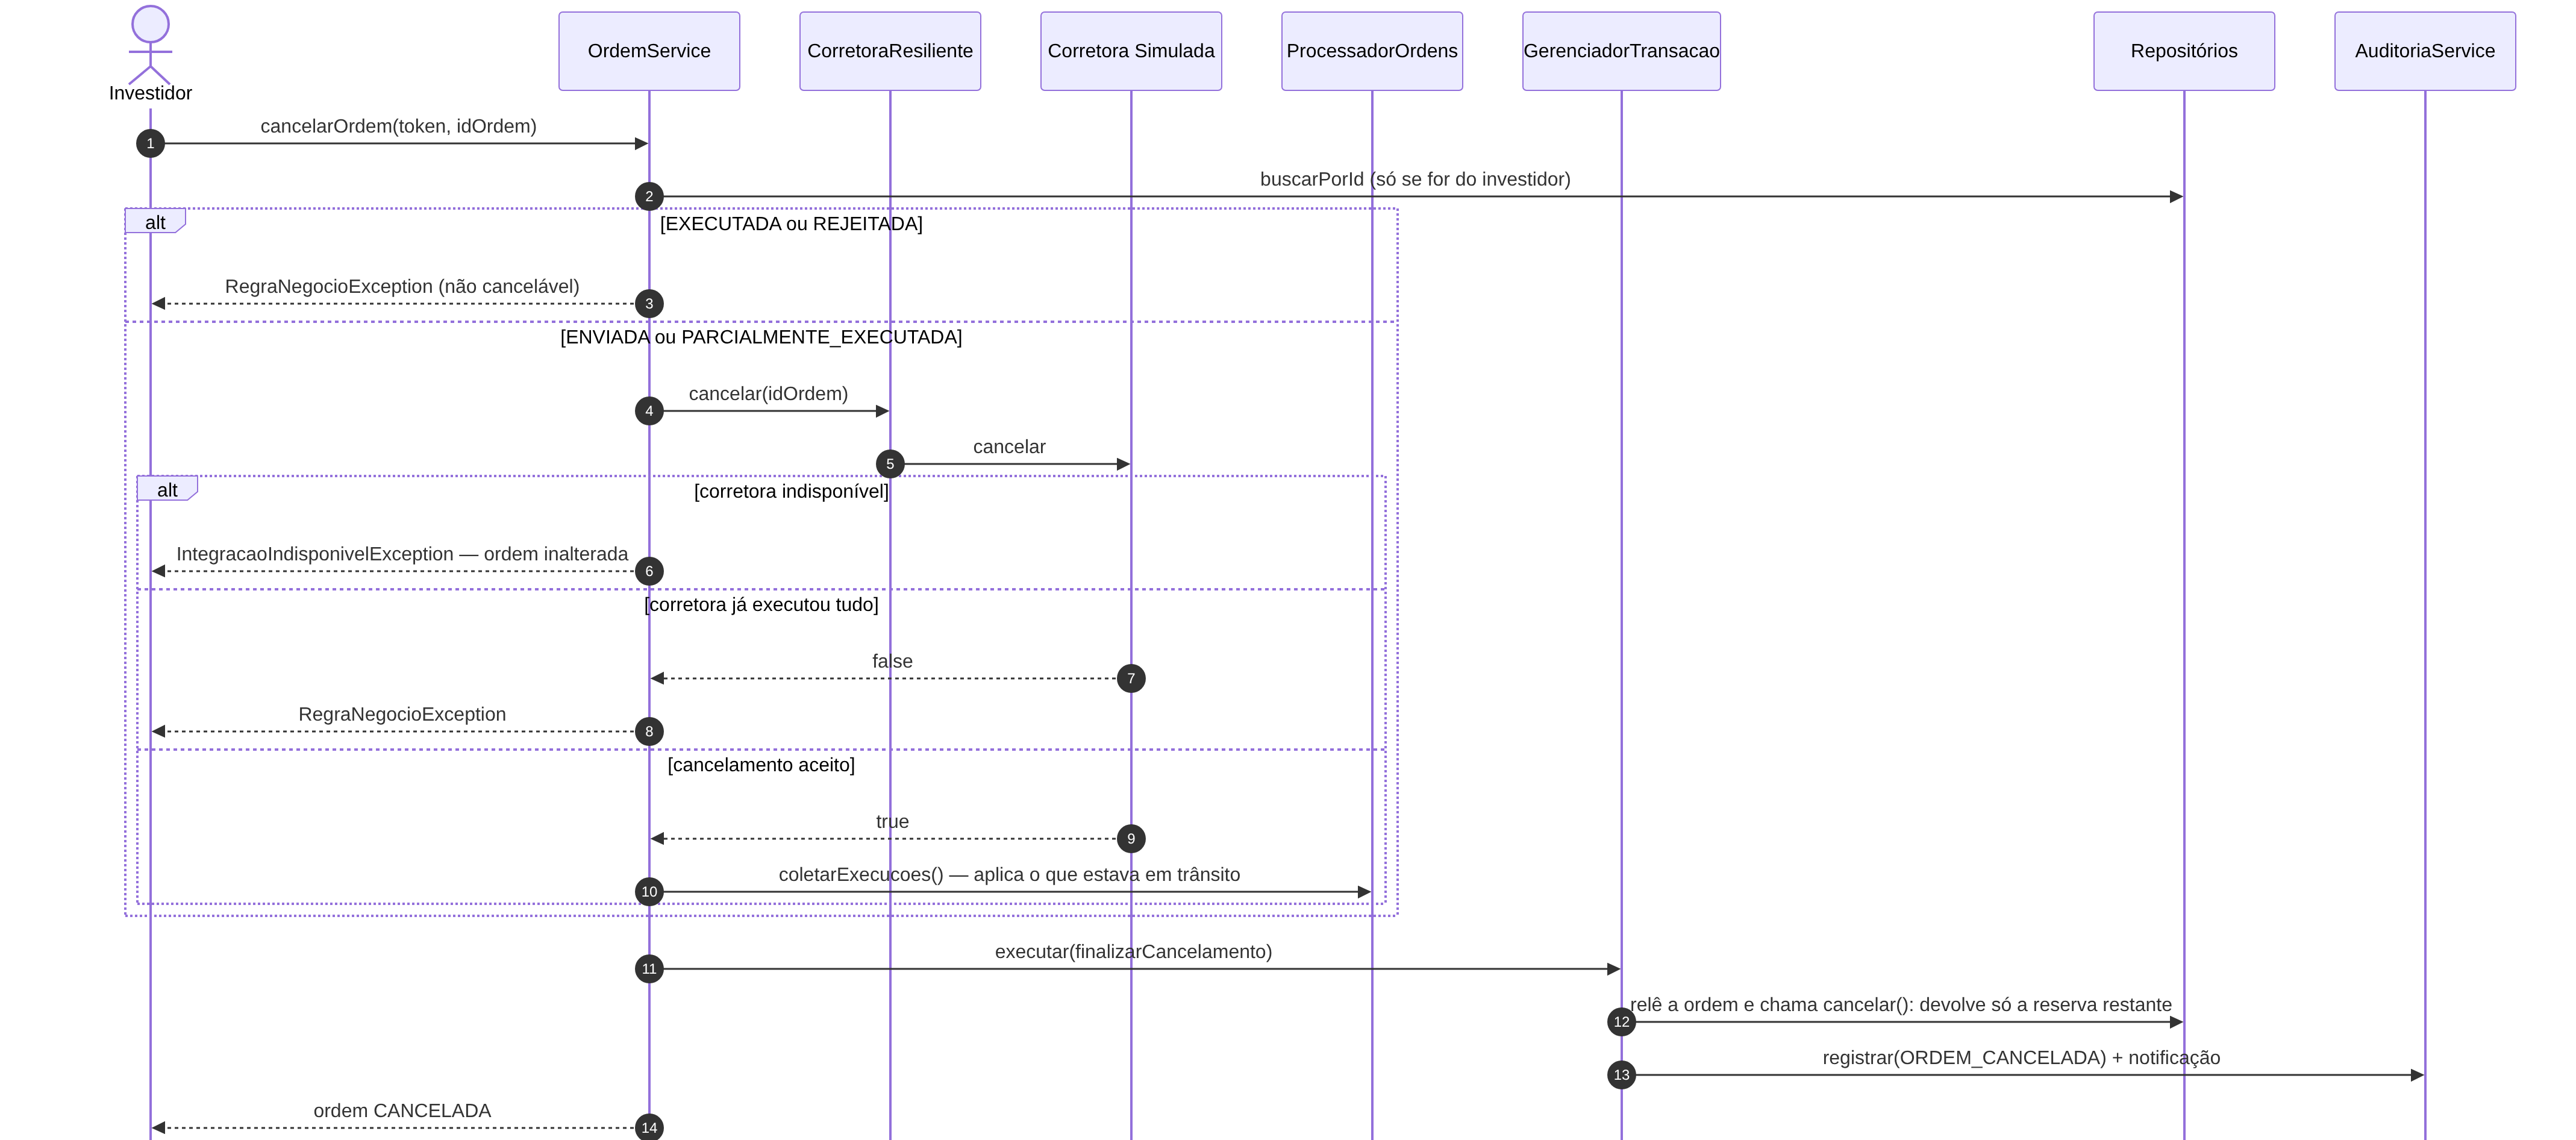 Investidor
OrdemService
CorretoraResiliente
Corretora Simulada
ProcessadorOrdens
GerenciadorTransacao
Repositórios
AuditoriaService
1
cancelarOrdem(token, idOrdem)
2
buscarPorId (só se for do investidor)
alt
[EXECUTADA ou REJEITADA]
RegraNegocioException (não cancelável)
3
[ENVIADA ou PARCIALMENTE_EXECUTADA]
4
cancelar(idOrdem)
5
cancelar
alt
[corretora indisponível]
IntegracaoIndisponivelException — ordem inalterada
6
[corretora já executou tudo]
false
7
RegraNegocioException
8
[cancelamento aceito]
true
9
10
coletarExecucoes() — aplica o que estava em trânsito
11
executar(finalizarCancelamento)
12
relê a ordem e chama cancelar(): devolve só a reserva restante
13
registrar(ORDEM_CANCELADA) + notificação
ordem CANCELADA
14